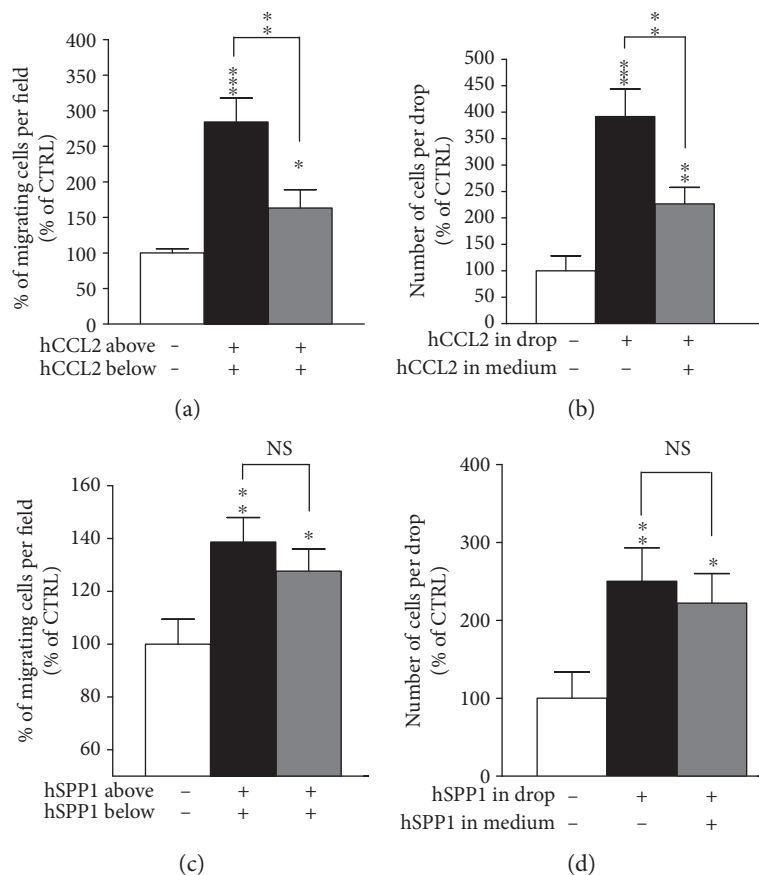 % of migrating cells per field
(% of CTRL)
400
350
300
250
200
150
100
50
0
***
*
**
hCCL2 above – + +
hCCL2 below – + +
(a)
Number of cells per drop
(% of CTRL)
500
450
400
350
300
250
200
150
100
50
0
***
**
**
hCCL2 in drop – + +
hCCL2 in medium – – +
(b)
% of migrating cells per field
(% of CTRL)
160
140
120
100
80
60
**
*
NS
hSPP1 above – + +
hSPP1 below – + +
(c)
Number of cells per drop
(% of CTRL)
400
300
200
100
0
**
*
NS
hSPP1 in drop – + +
hSPP1 in medium – – +
(d)